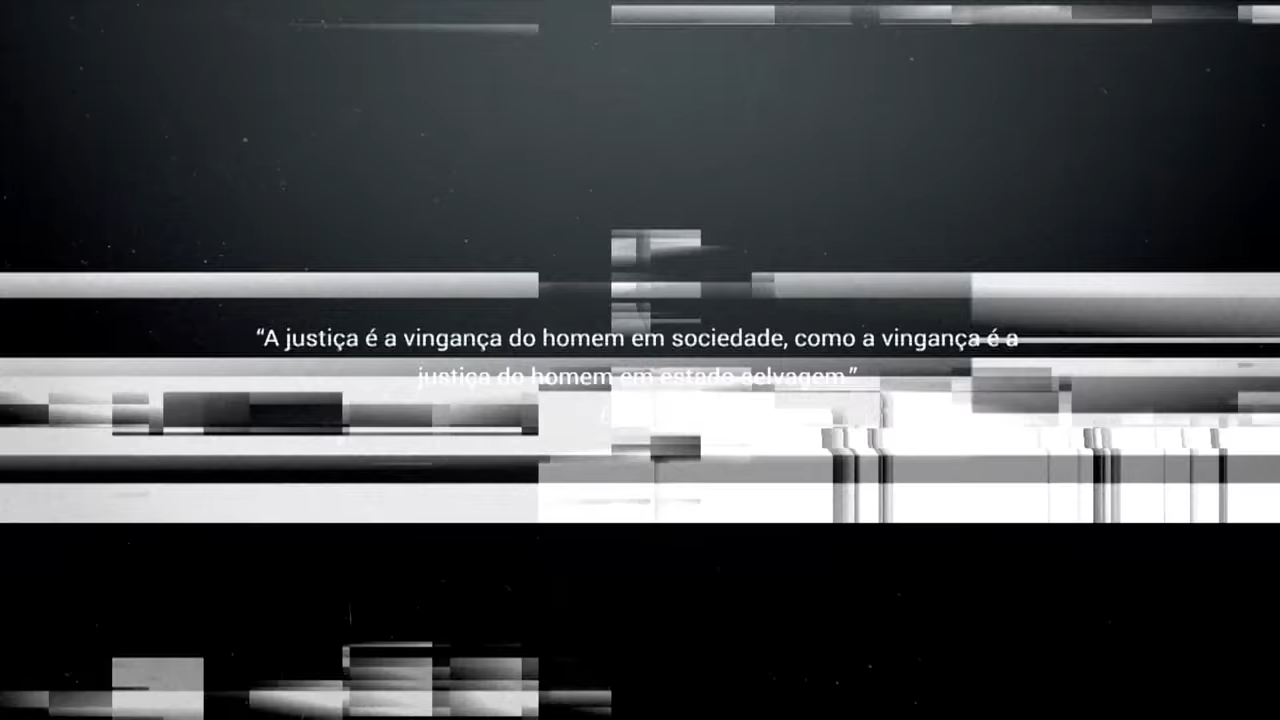 “A justiça é a vingança do homem em sociedade, como a vingança é a
justiça do homem em estado selvagem”